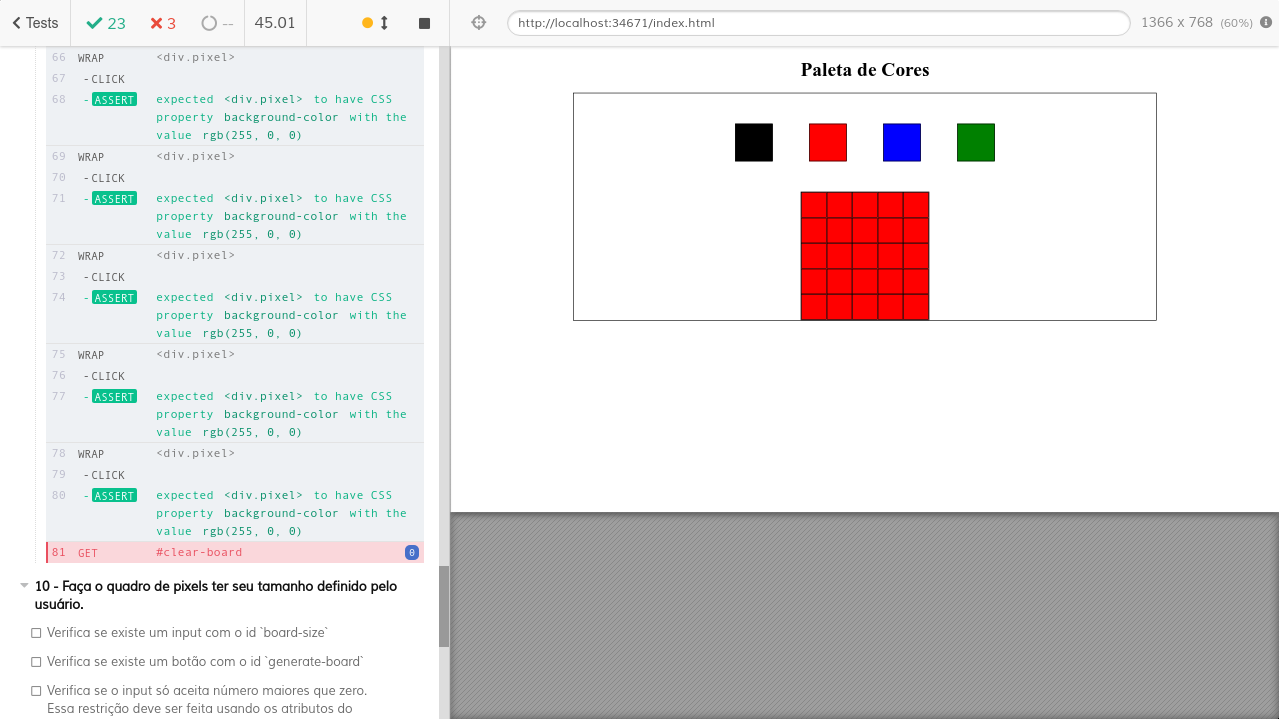 Tests 23 3 -- 45.01 http://localhost:34671/index.html 1366 x 768 (60%)
66 WRAP <div.pixel>
67 -CLICK
68 -ASSERT expected <div.pixel> to have CSS
property background-color with the
value rgb(255, 0, 0)
69 WRAP <div.pixel>
70 -CLICK
71 -ASSERT expected <div.pixel> to have CSS
property background-color with the
value rgb(255, 0, 0)
72 WRAP <div.pixel>
73 -CLICK
74 -ASSERT expected <div.pixel> to have CSS
property background-color with the
value rgb(255, 0, 0)
75 WRAP <div.pixel>
76 -CLICK
77 -ASSERT expected <div.pixel> to have CSS
property background-color with the
value rgb(255, 0, 0)
78 WRAP <div.pixel>
79 -CLICK
80 -ASSERT expected <div.pixel> to have CSS
property background-color with the
value rgb(255, 0, 0)
81 GET #clear-board 0
10 - Faça o quadro de pixels ter seu tamanho definido pelo
usuário.
Verifica se existe um input com o id `board-size`
Verifica se existe um botão com o id `generate-board`
Verifica se o input só aceita número maiores que zero.
Essa restrição deve ser feita usando os atributos do
Paleta de Cores